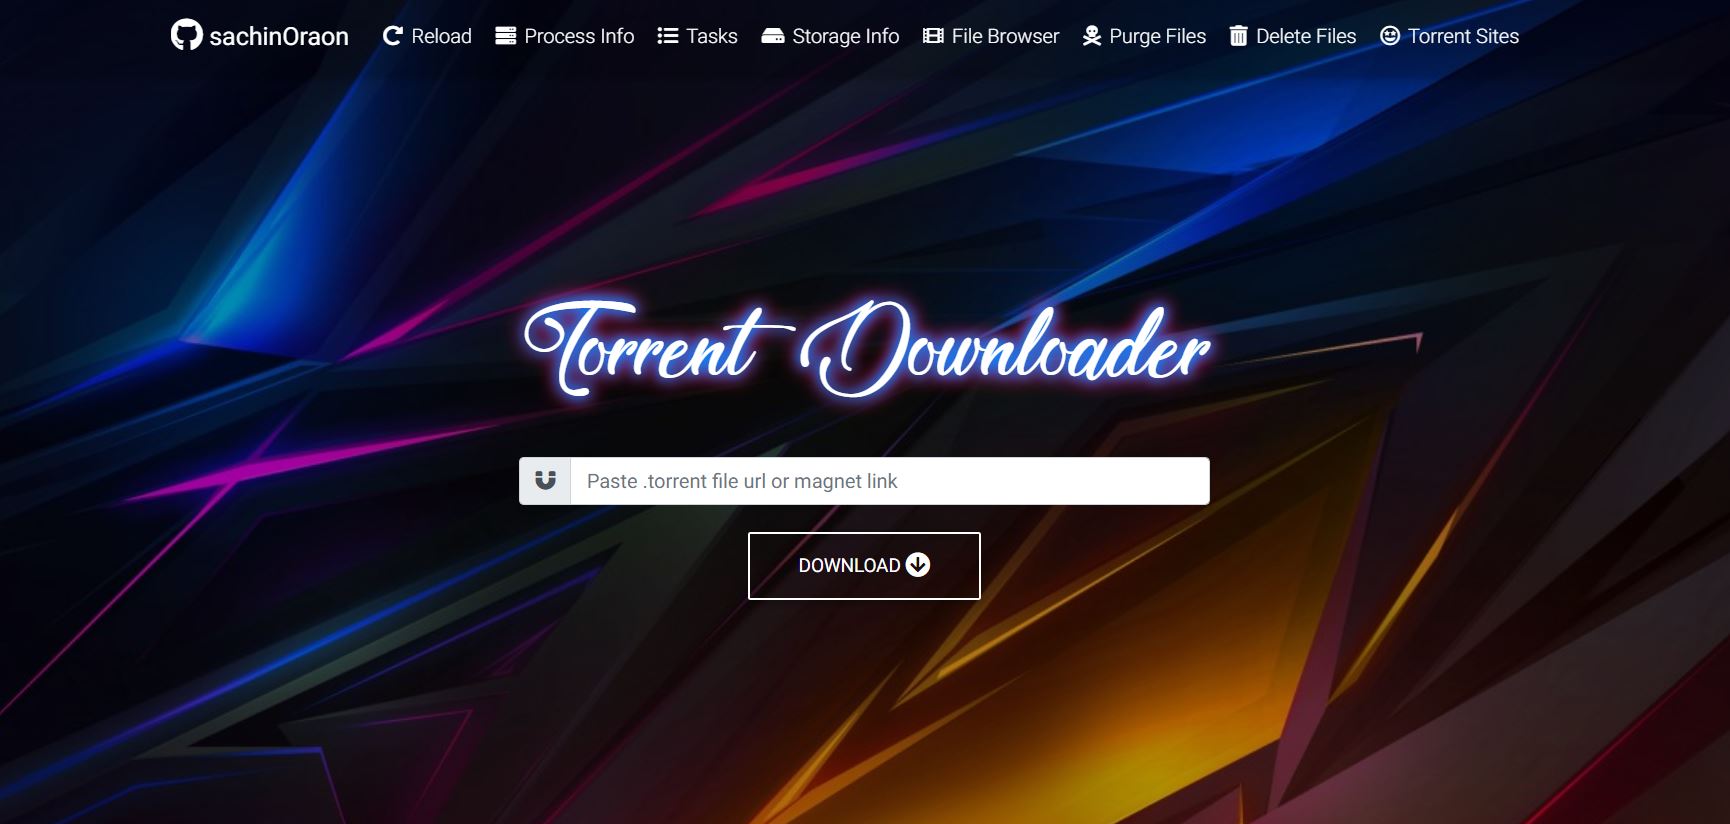 sachinOraon Reload Process Info Tasks Storage Info File Browser Purge Files Delete Files Torrent Sites
Torrent Downloader
Paste .torrent file url or magnet link
DOWNLOAD